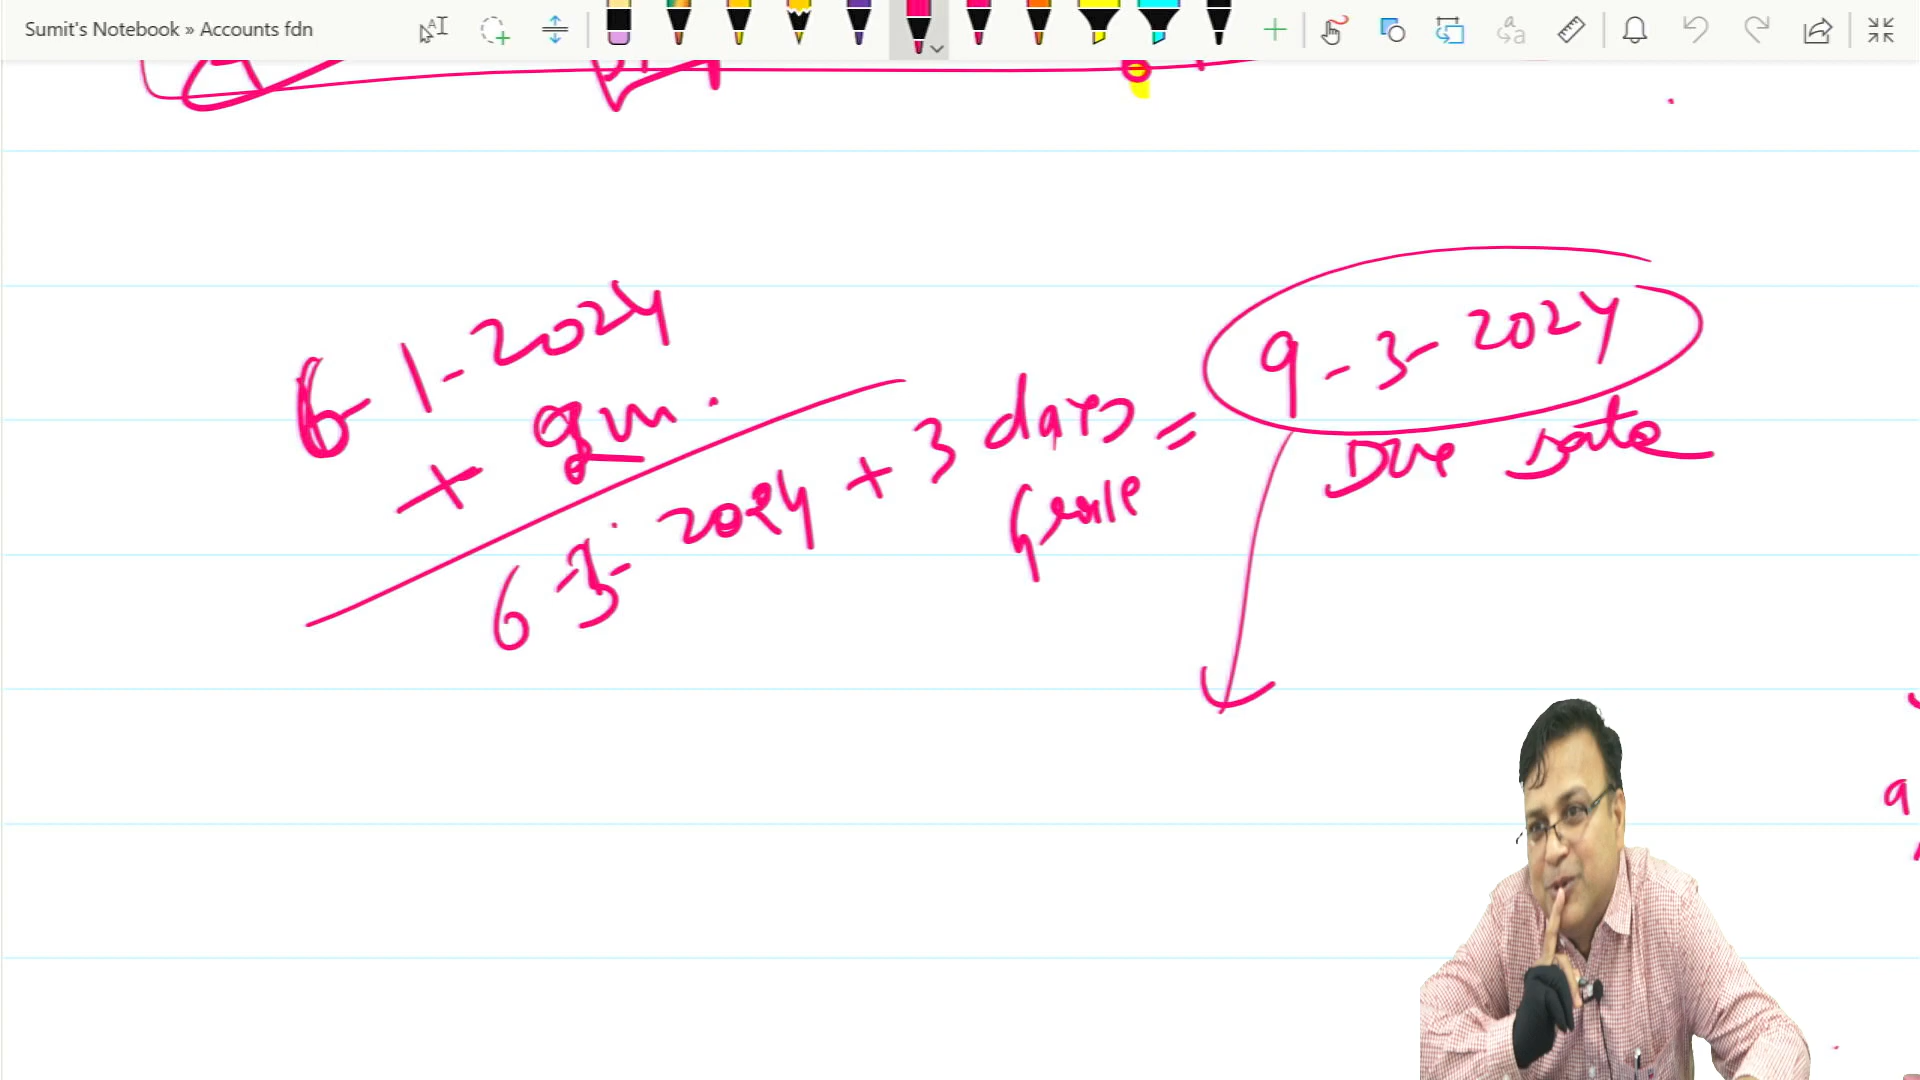 Sumit's Notebook » Accounts fdn
6-1-2024
+ 2m.
6-3-2024 + 3 days = 9-3-2024
Grace
Due Date
9